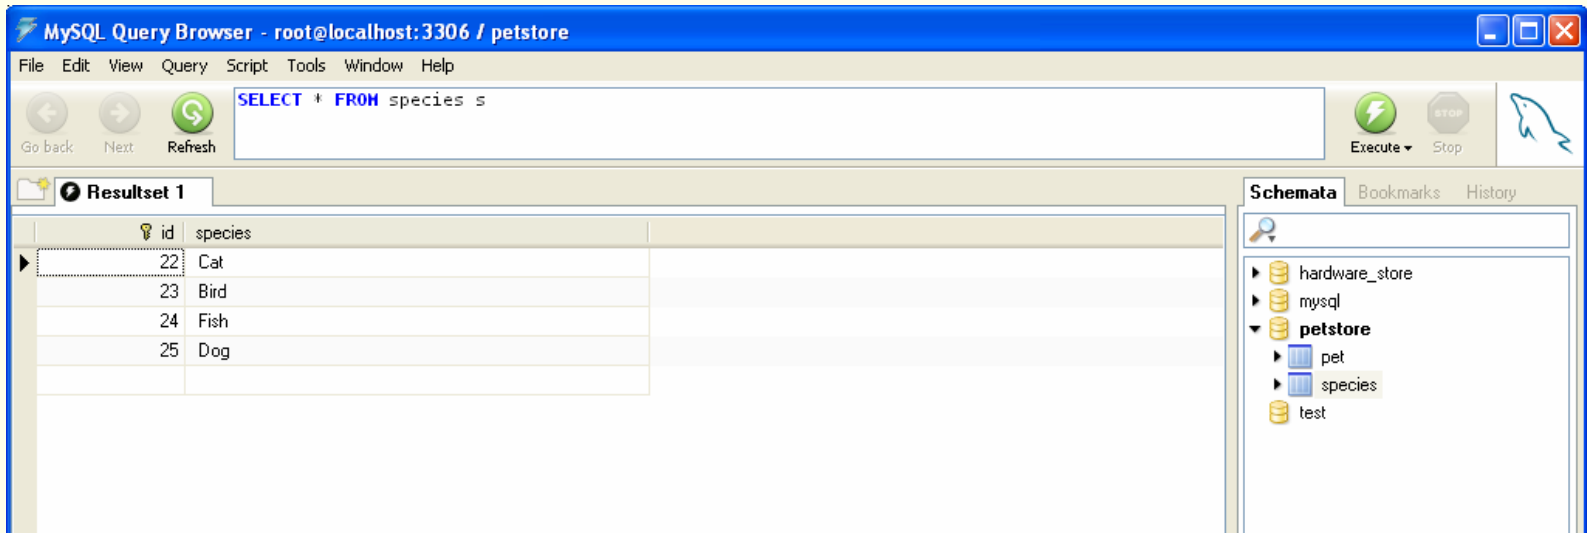 MySQL Query Browser - root@localhost:3306 / petstore
File Edit View Query Script Tools Window Help
SELECT * FROM species s
Go back Next Refresh
Execute STOP Stop
Resultset 1
Schemata Bookmarks History
id species
22 Cat
23 Bird
24 Fish
25 Dog
hardware_store
mysql
petstore
pet
species
test